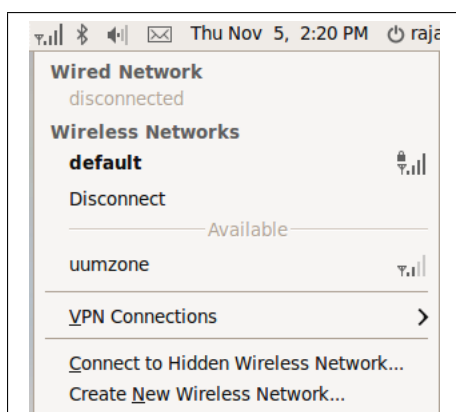 Thu Nov 5, 2:20 PM raja
Wired Network
disconnected
Wireless Networks
default
Disconnect
Available
uumzone
VPN Connections
Connect to Hidden Wireless Network...
Create New Wireless Network...